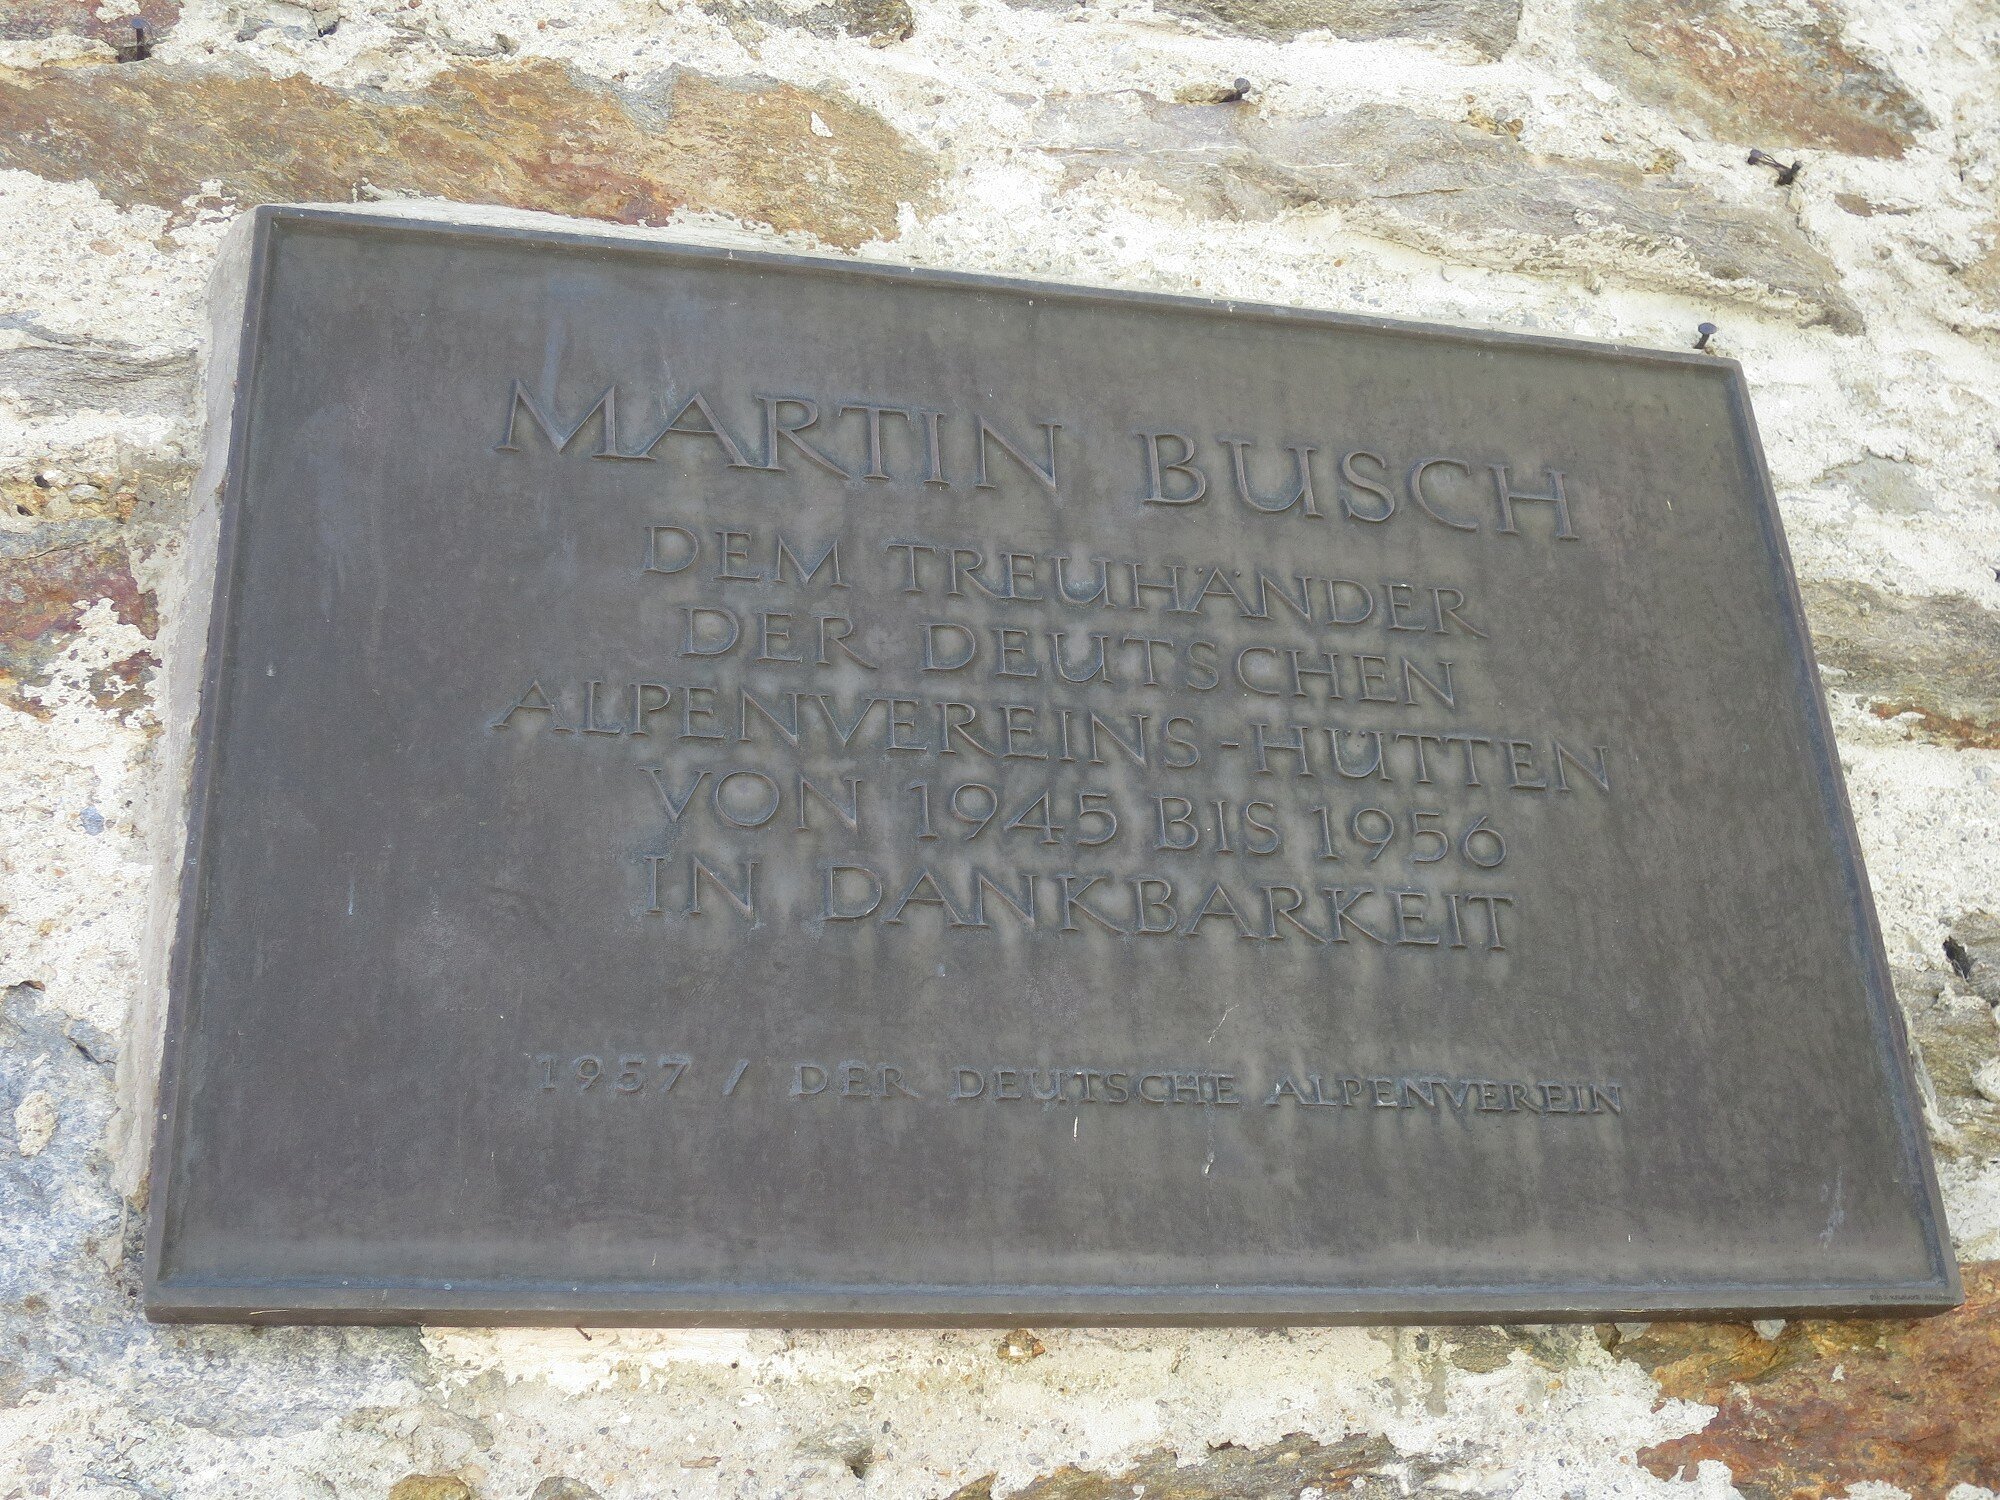 MARTIN BUSCH
DEM TREUHÄNDER
DER DEUTSCHEN
ALPENVEREINS-HÜTTEN
VON 1945 BIS 1956
IN DANKBARKEIT
1957 / DER DEUTSCHE ALPENVEREIN